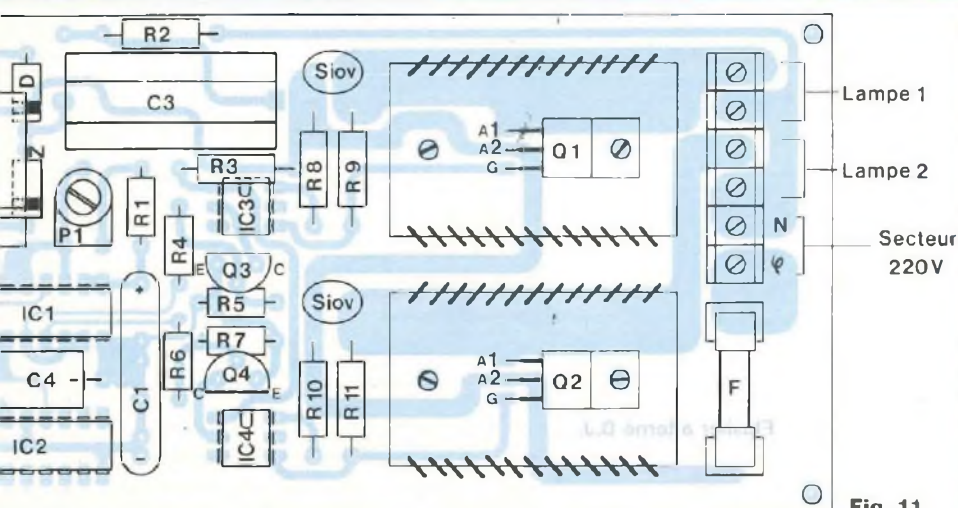 R2
Siov
D
C3
Z
R3
R8
R9
A1
A2
G
Q1
Lampe 1
Lampe 2
N
φ
Secteur
220V
P1
R1
R4
IC3
E
Q3
C
R5
IC1
+
Siov
R7
R6
Q4
C
E
C4
-
C1
R10
R11
A1
A2
G
Q2
F
IC2
-
IC4
Fig. 11